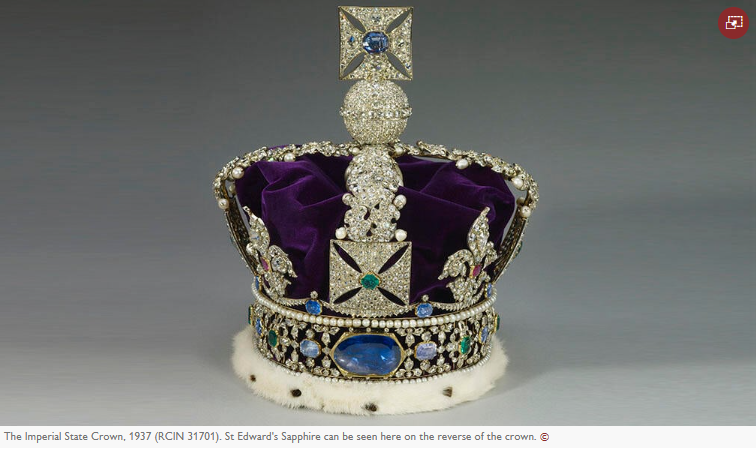 The Imperial State Crown, 1937 (RCIN 31701). St Edward's Sapphire can be seen here on the reverse of the crown. ©